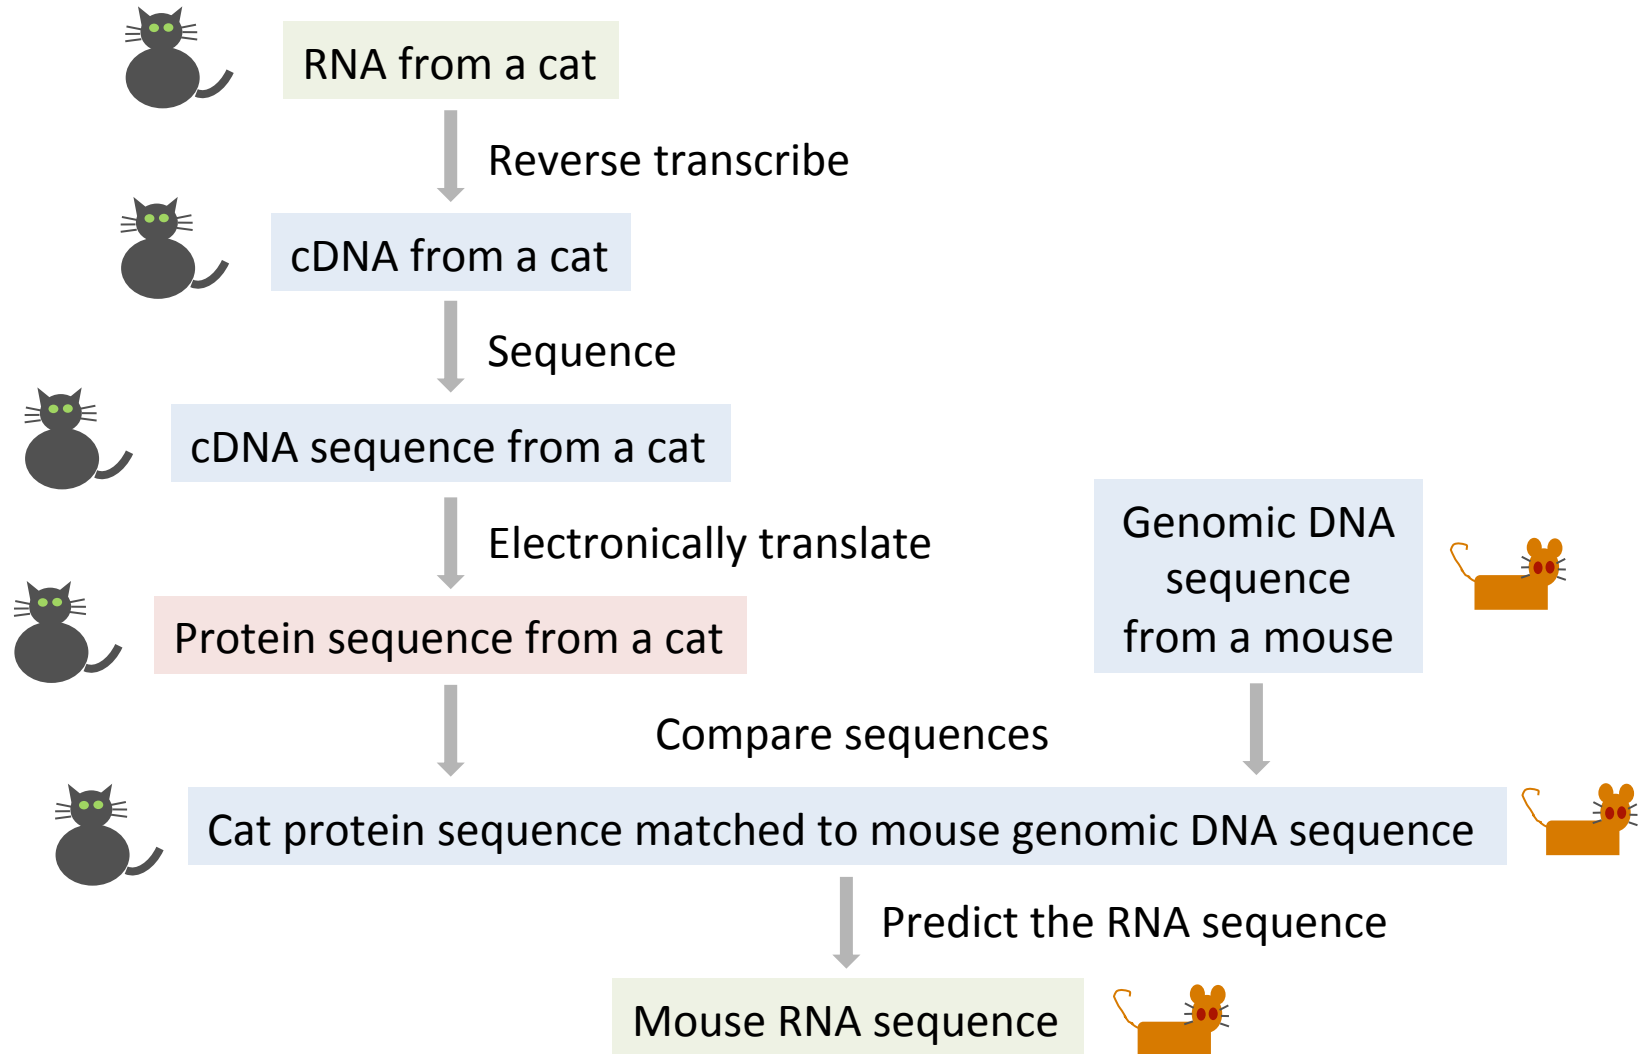 RNA from a cat
Reverse transcribe
cDNA from a cat
Sequence
cDNA sequence from a cat
Electronically translate
Protein sequence from a cat
Genomic DNA
sequence
from a mouse
Compare sequences
Cat protein sequence matched to mouse genomic DNA sequence
Predict the RNA sequence
Mouse RNA sequence